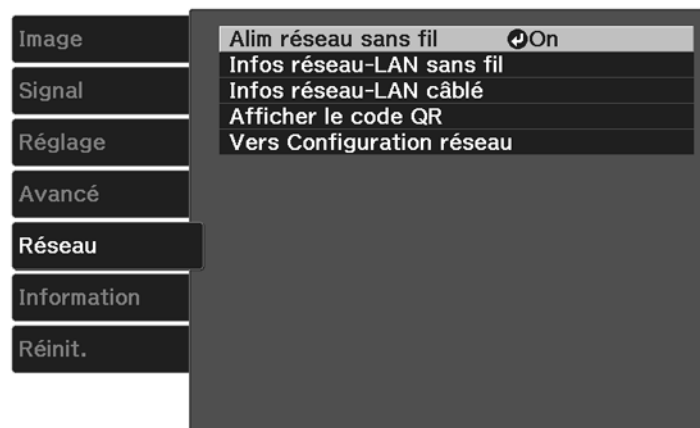 Image
Signal
Réglage
Avancé
Réseau
Information
Réinit.
Alim réseau sans fil On
Infos réseau-LAN sans fil
Infos réseau-LAN câblé
Afficher le code QR
Vers Configuration réseau